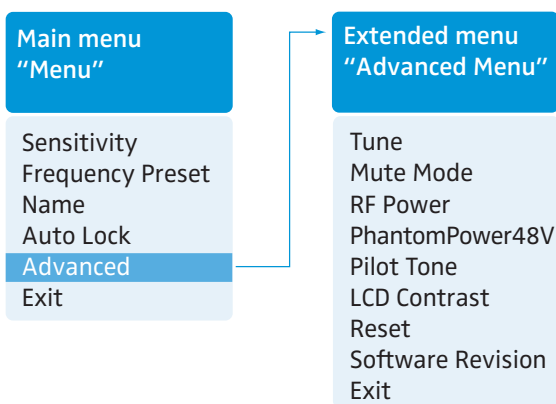 Main menu
“Menu”
Sensitivity
Frequency Preset
Name
Auto Lock
Advanced
Exit
Extended menu
“Advanced Menu”
Tune
Mute Mode
RF Power
PhantomPower48V
Pilot Tone
LCD Contrast
Reset
Software Revision
Exit